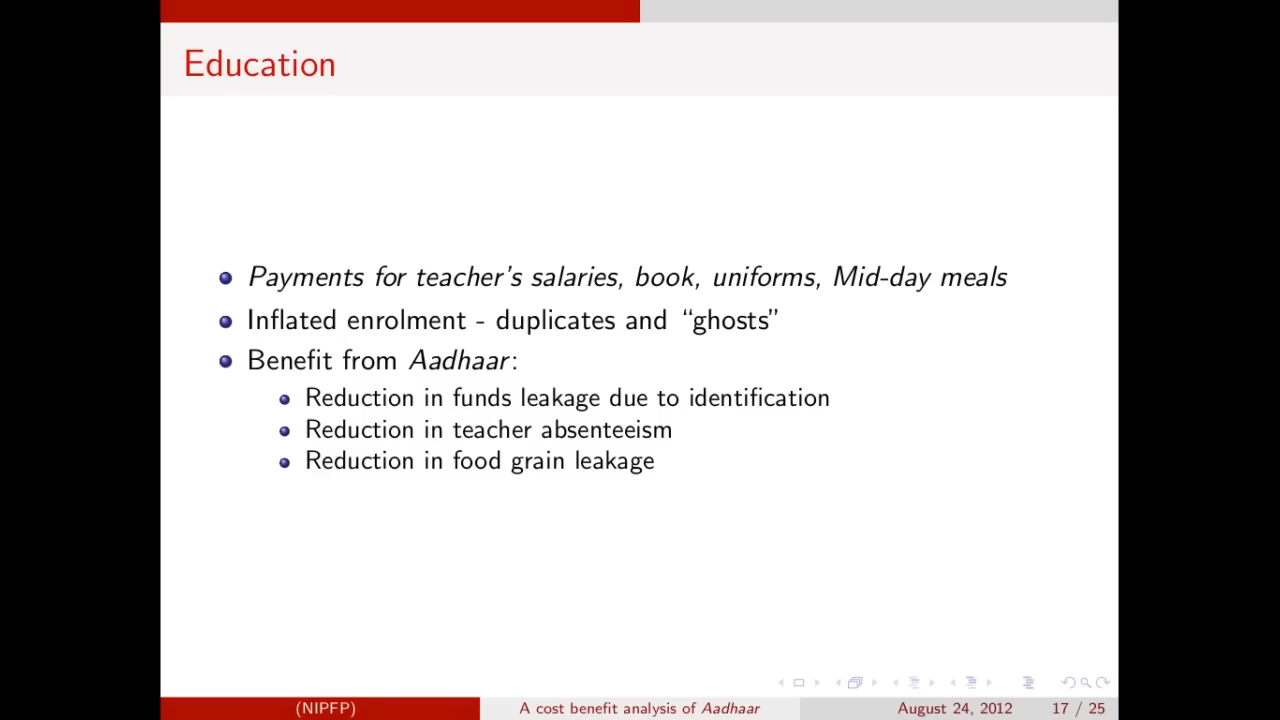 Education
Payments for teacher's salaries, book, uniforms, Mid-day meals
Inflated enrolment - duplicates and “ghosts”
Benefit from Aadhaar:
Reduction in funds leakage due to identification
Reduction in teacher absenteeism
Reduction in food grain leakage
(NIPFP)
A cost benefit analysis of Aadhaar
August 24, 2012
17 / 25